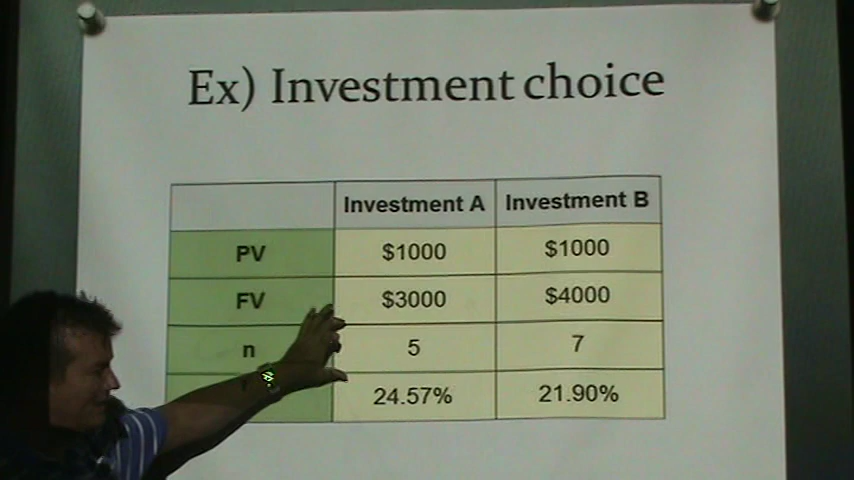 Ex) Investment choice
Investment A Investment B
PV $1000 $1000
FV $3000 $4000
n 5 7
24.57% 21.90%